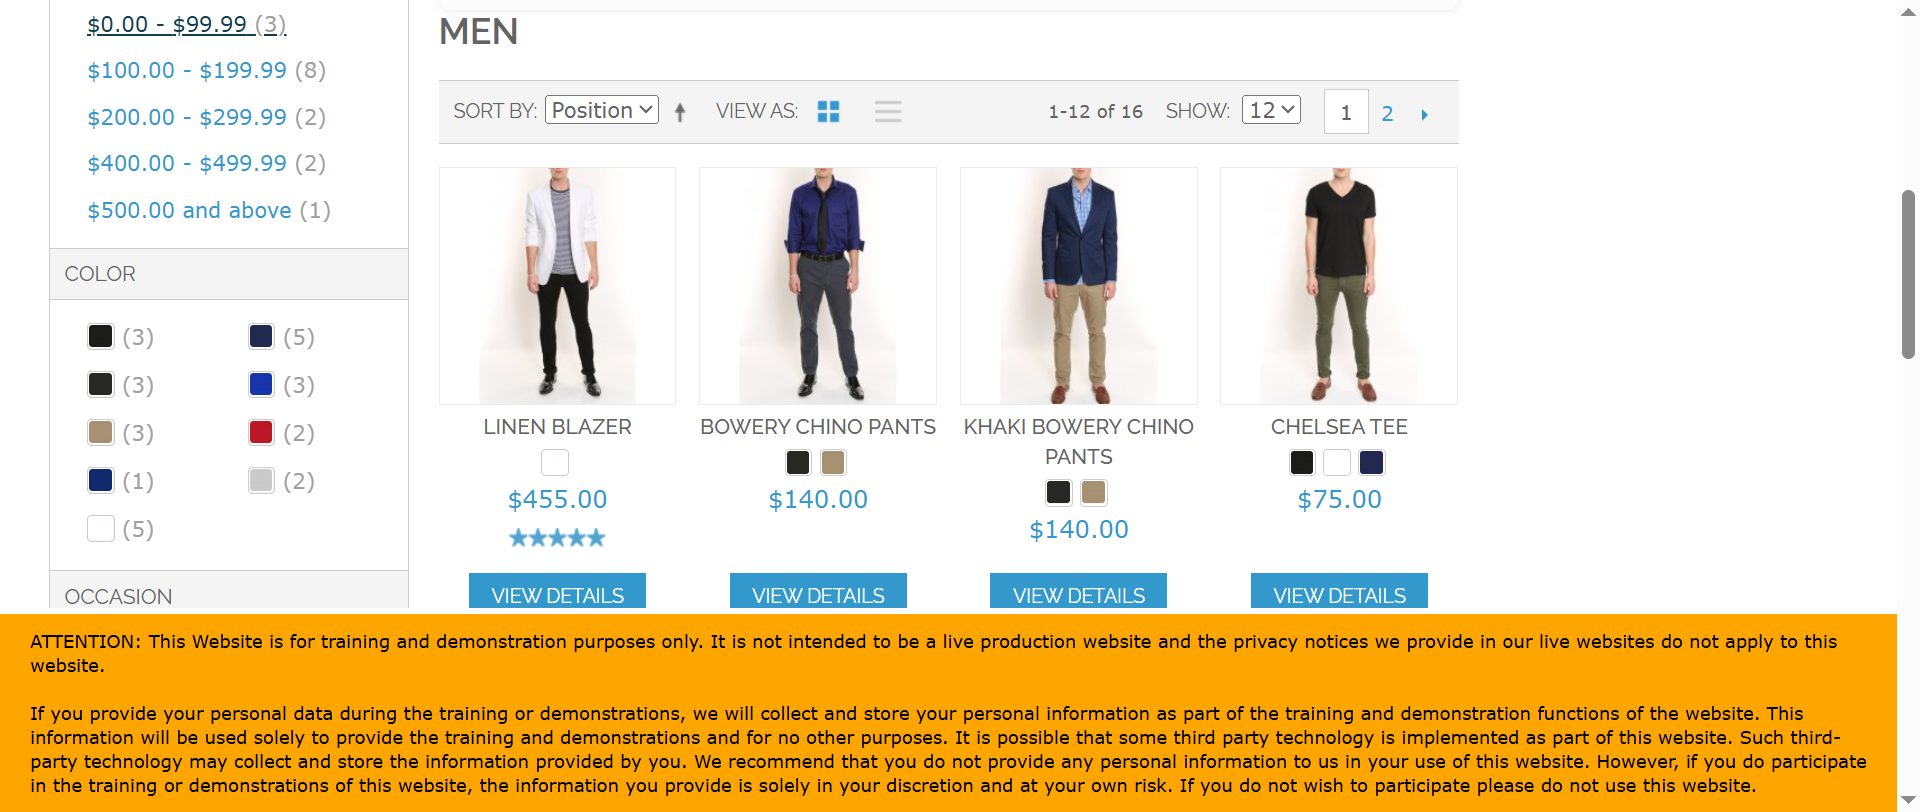 $0.00 - $99.99 (3)
$100.00 - $199.99 (8)
$200.00 - $299.99 (2)
$400.00 - $499.99 (2)
$500.00 and above (1)
COLOR
(3) (5)
(3) (3)
(3) (2)
(1) (2)
(5)
OCCASION
MEN
SORT BY: Position VIEW AS: 1-12 of 16 SHOW: 12 1 2
LINEN BLAZER
$455.00
VIEW DETAILS
BOWERY CHINO PANTS
$140.00
VIEW DETAILS
KHAKI BOWERY CHINO
PANTS
$140.00
VIEW DETAILS
CHELSEA TEE
$75.00
VIEW DETAILS
ATTENTION: This Website is for training and demonstration purposes only. It is not intended to be a live production website and the privacy notices we provide in our live websites do not apply to this
website.
If you provide your personal data during the training or demonstrations, we will collect and store your personal information as part of the training and demonstration functions of the website. This
information will be used solely to provide the training and demonstrations and for no other purposes. It is possible that some third party technology is implemented as part of this website. Such third-
party technology may collect and store the information provided by you. We recommend that you do not provide any personal information to us in your use of this website. However, if you do participate
in the training or demonstrations of this website, the information you provide is solely in your discretion and at your own risk. If you do not wish to participate please do not use this website.